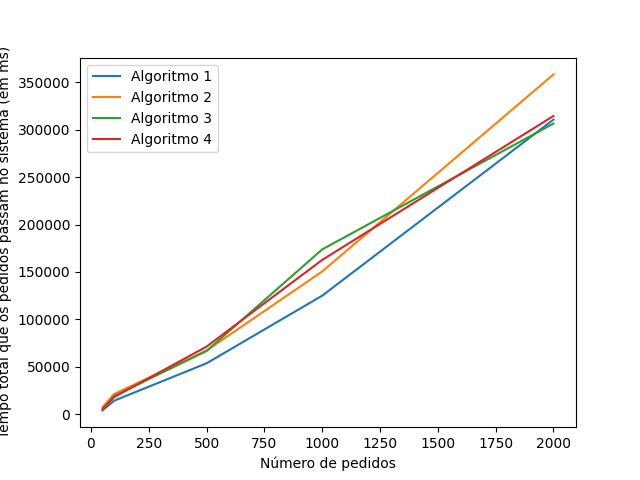 Tempo total que os pedidos passam no sistema (em ms)
350000
300000
250000
200000
150000
100000
50000
0
Algoritmo 1
Algoritmo 2
Algoritmo 3
Algoritmo 4
0 250 500 750 1000 1250 1500 1750 2000
Número de pedidos